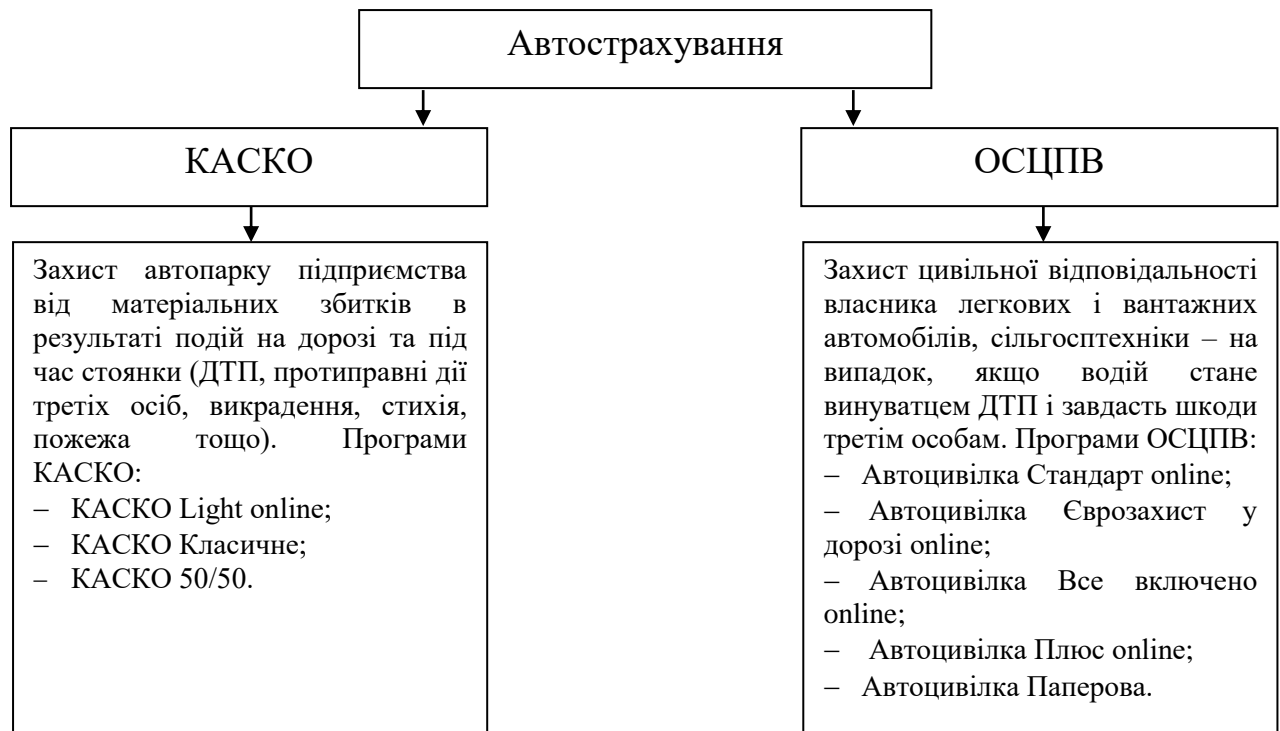 Автострахування
КАСКО
ОСЦПВ
Захист автопарку підприємства
від матеріальних збитків в
результаті подій на дорозі та під
час стоянки (ДТП, протиправні дії
третіх осіб, викрадення, стихія,
пожежа тощо). Програми
КАСКО:
– КАСКО Light online;
– КАСКО Класичне;
– КАСКО 50/50.
Захист цивільної відповідальності
власника легкових і вантажних
автомобілів, сільгосптехніки – на
випадок, якщо водій стане
винуватцем ДТП і завдасть шкоди
третім особам. Програми ОСЦПВ:
– Автоцивілка Стандарт online;
– Автоцивілка Єврозахист у
дорозі online;
– Автоцивілка Все включено
online;
– Автоцивілка Плюс online;
– Автоцивілка Паперова.